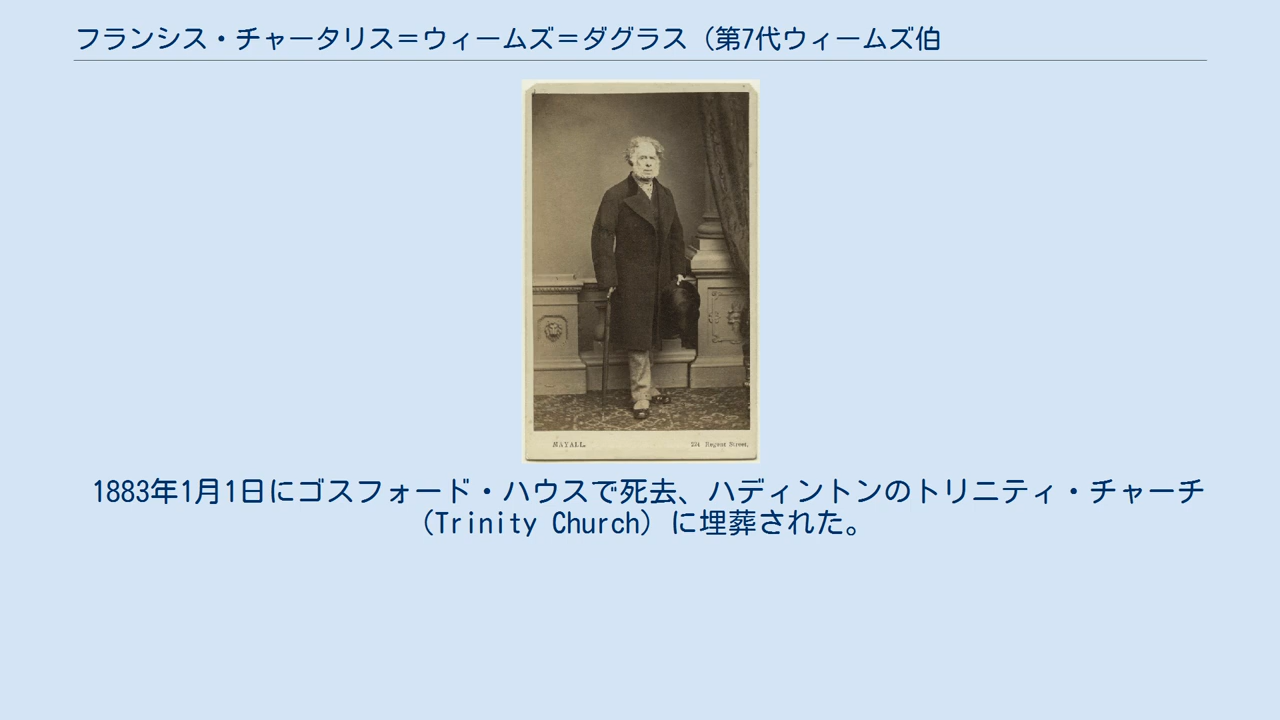 フランシス・チャータリス＝ウィームズ＝ダグラス（第7代ウィームズ伯
MAYALL.
224 Regent Street,
1883年1月1日にゴスフォード・ハウスで死去、ハディントンのトリニティ・チャーチ
（Trinity Church）に埋葬された。